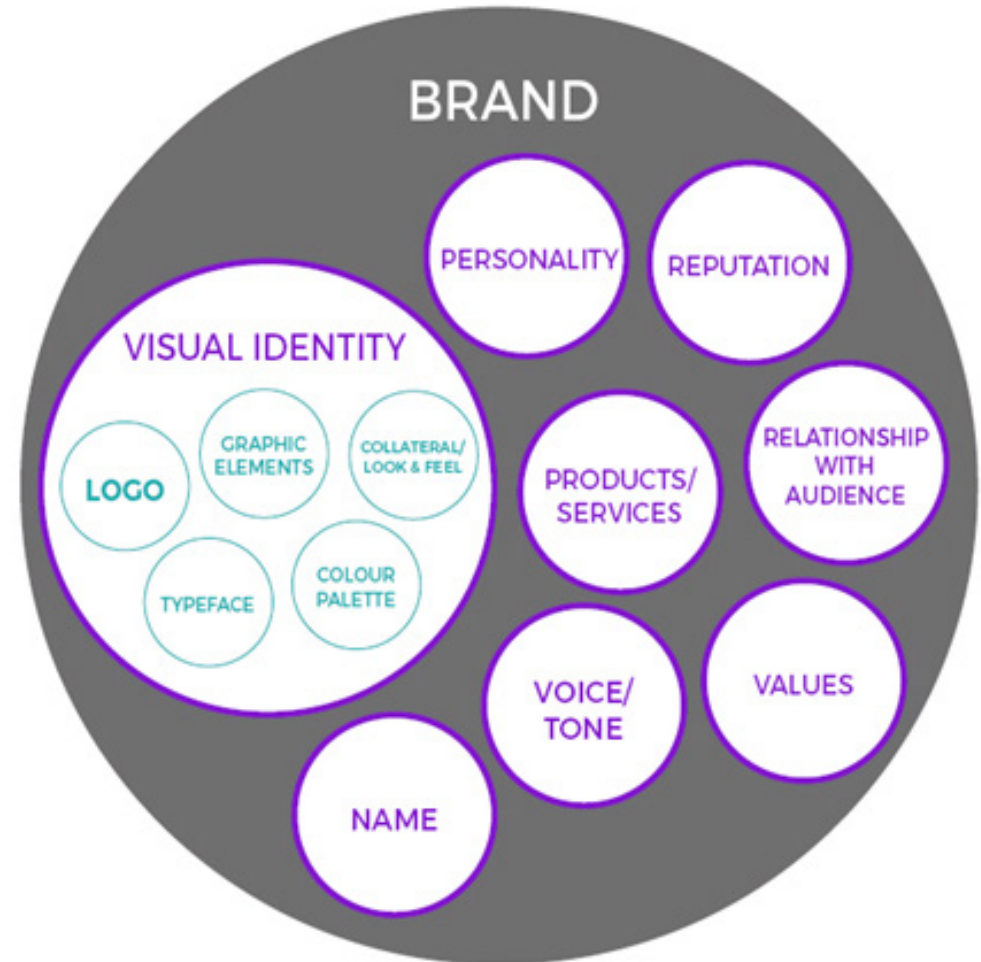 BRAND
PERSONALITY
REPUTATION
VISUAL IDENTITY
LOGO
GRAPHIC
ELEMENTS
COLLATERAL/
LOOK & FEEL
TYPEFACE
COLOUR
PALETTE
PRODUCTS/
SERVICES
RELATIONSHIP
WITH
AUDIENCE
VOICE/
TONE
VALUES
NAME